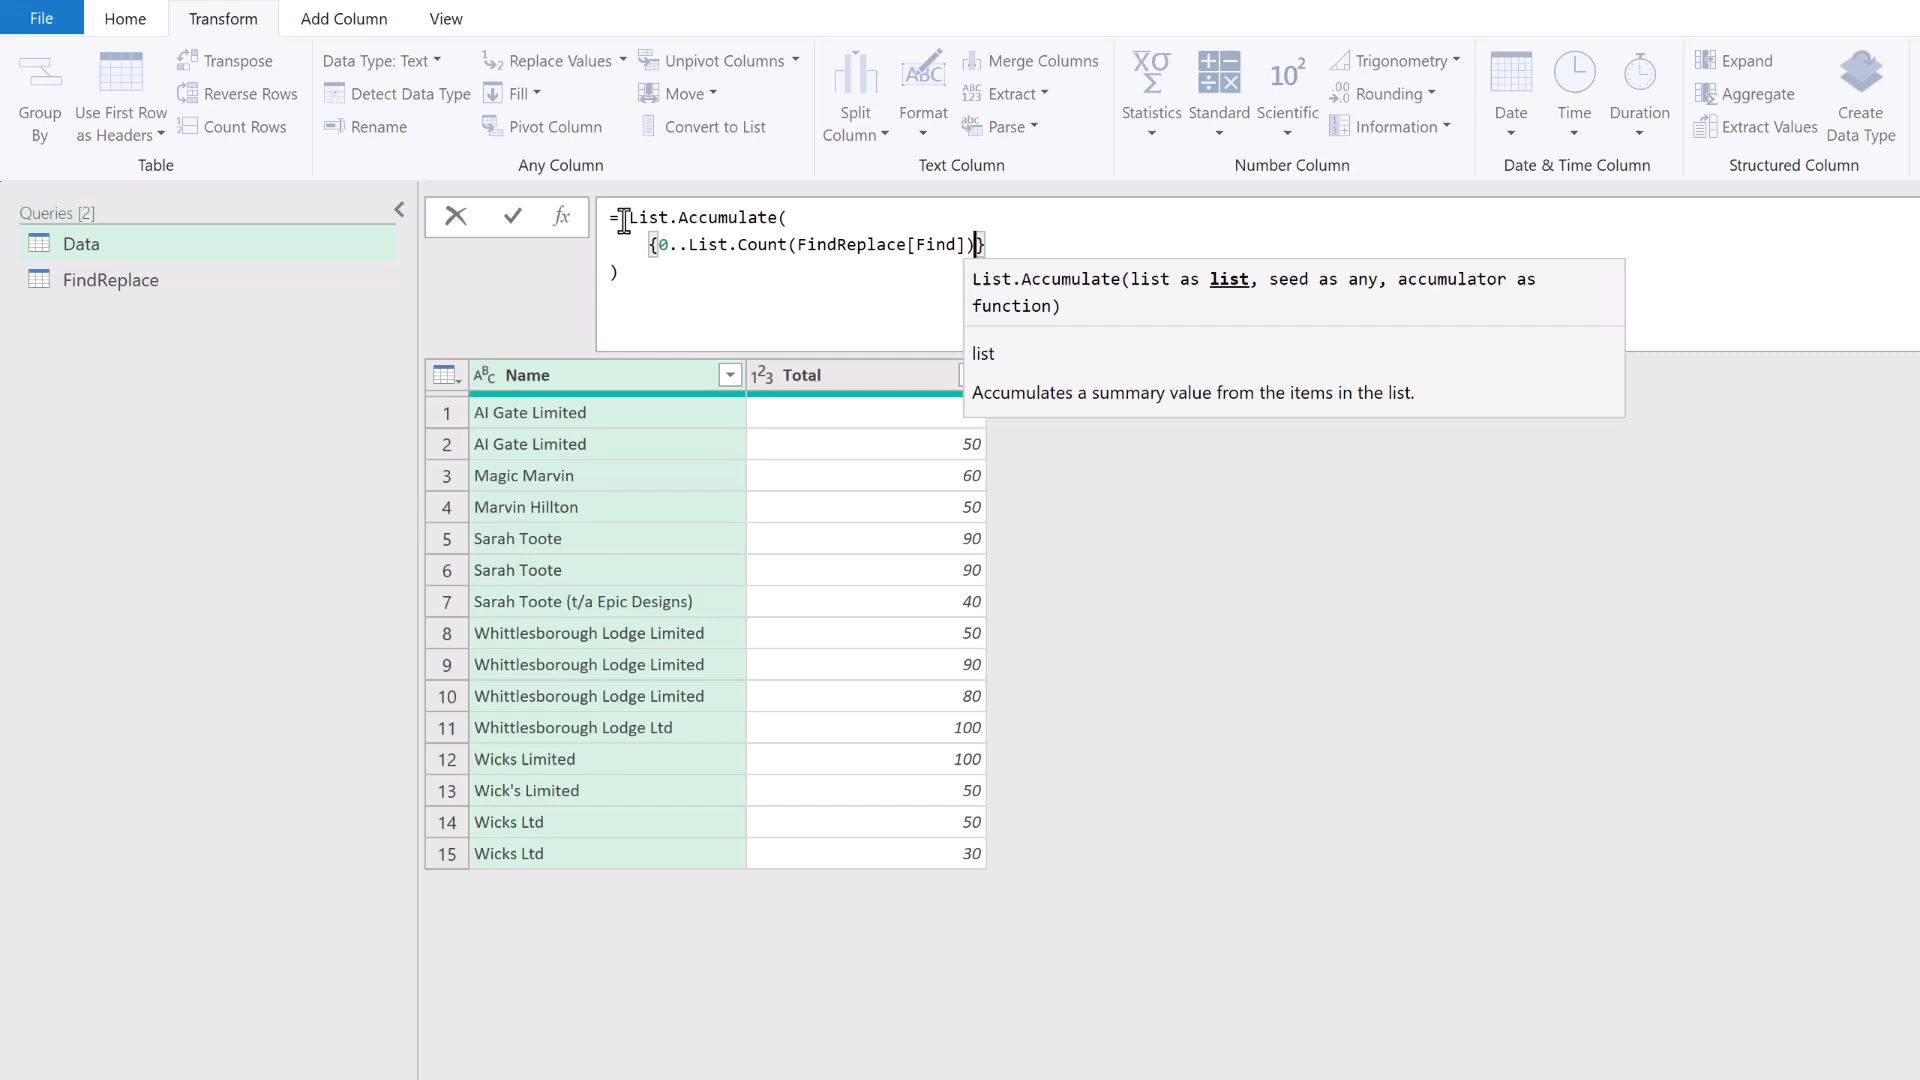 File Home Transform Add Column View
Group By
Use First Row as Headers
Transpose
Reverse Rows
Count Rows
Table
Data Type: Text
Detect Data Type
Rename
Replace Values
Fill
Pivot Column
Unpivot Columns
Move
Convert to List
Any Column
Split Column
Format
Merge Columns
Extract
Parse
Text Column
Statistics
Standard
Scientific
Trigonometry
Rounding
Information
Number Column
Date
Time
Duration
Date & Time Column
Expand
Aggregate
Extract Values
Create Data Type
Structured Column
Queries [2]
Data
FindReplace
= List.Accumulate(
{0..List.Count(FindReplace[Find])}
)
List.Accumulate(list as list, seed as any, accumulator as
function)
list
Accumulates a summary value from the items in the list.
Name Total
1 AI Gate Limited
2 AI Gate Limited 50
3 Magic Marvin 60
4 Marvin Hillton 50
5 Sarah Toote 90
6 Sarah Toote 90
7 Sarah Toote (t/a Epic Designs) 40
8 Whittlesborough Lodge Limited 50
9 Whittlesborough Lodge Limited 90
10 Whittlesborough Lodge Limited 80
11 Whittlesborough Lodge Ltd 100
12 Wicks Limited 100
13 Wick's Limited 50
14 Wicks Ltd 50
15 Wicks Ltd 30